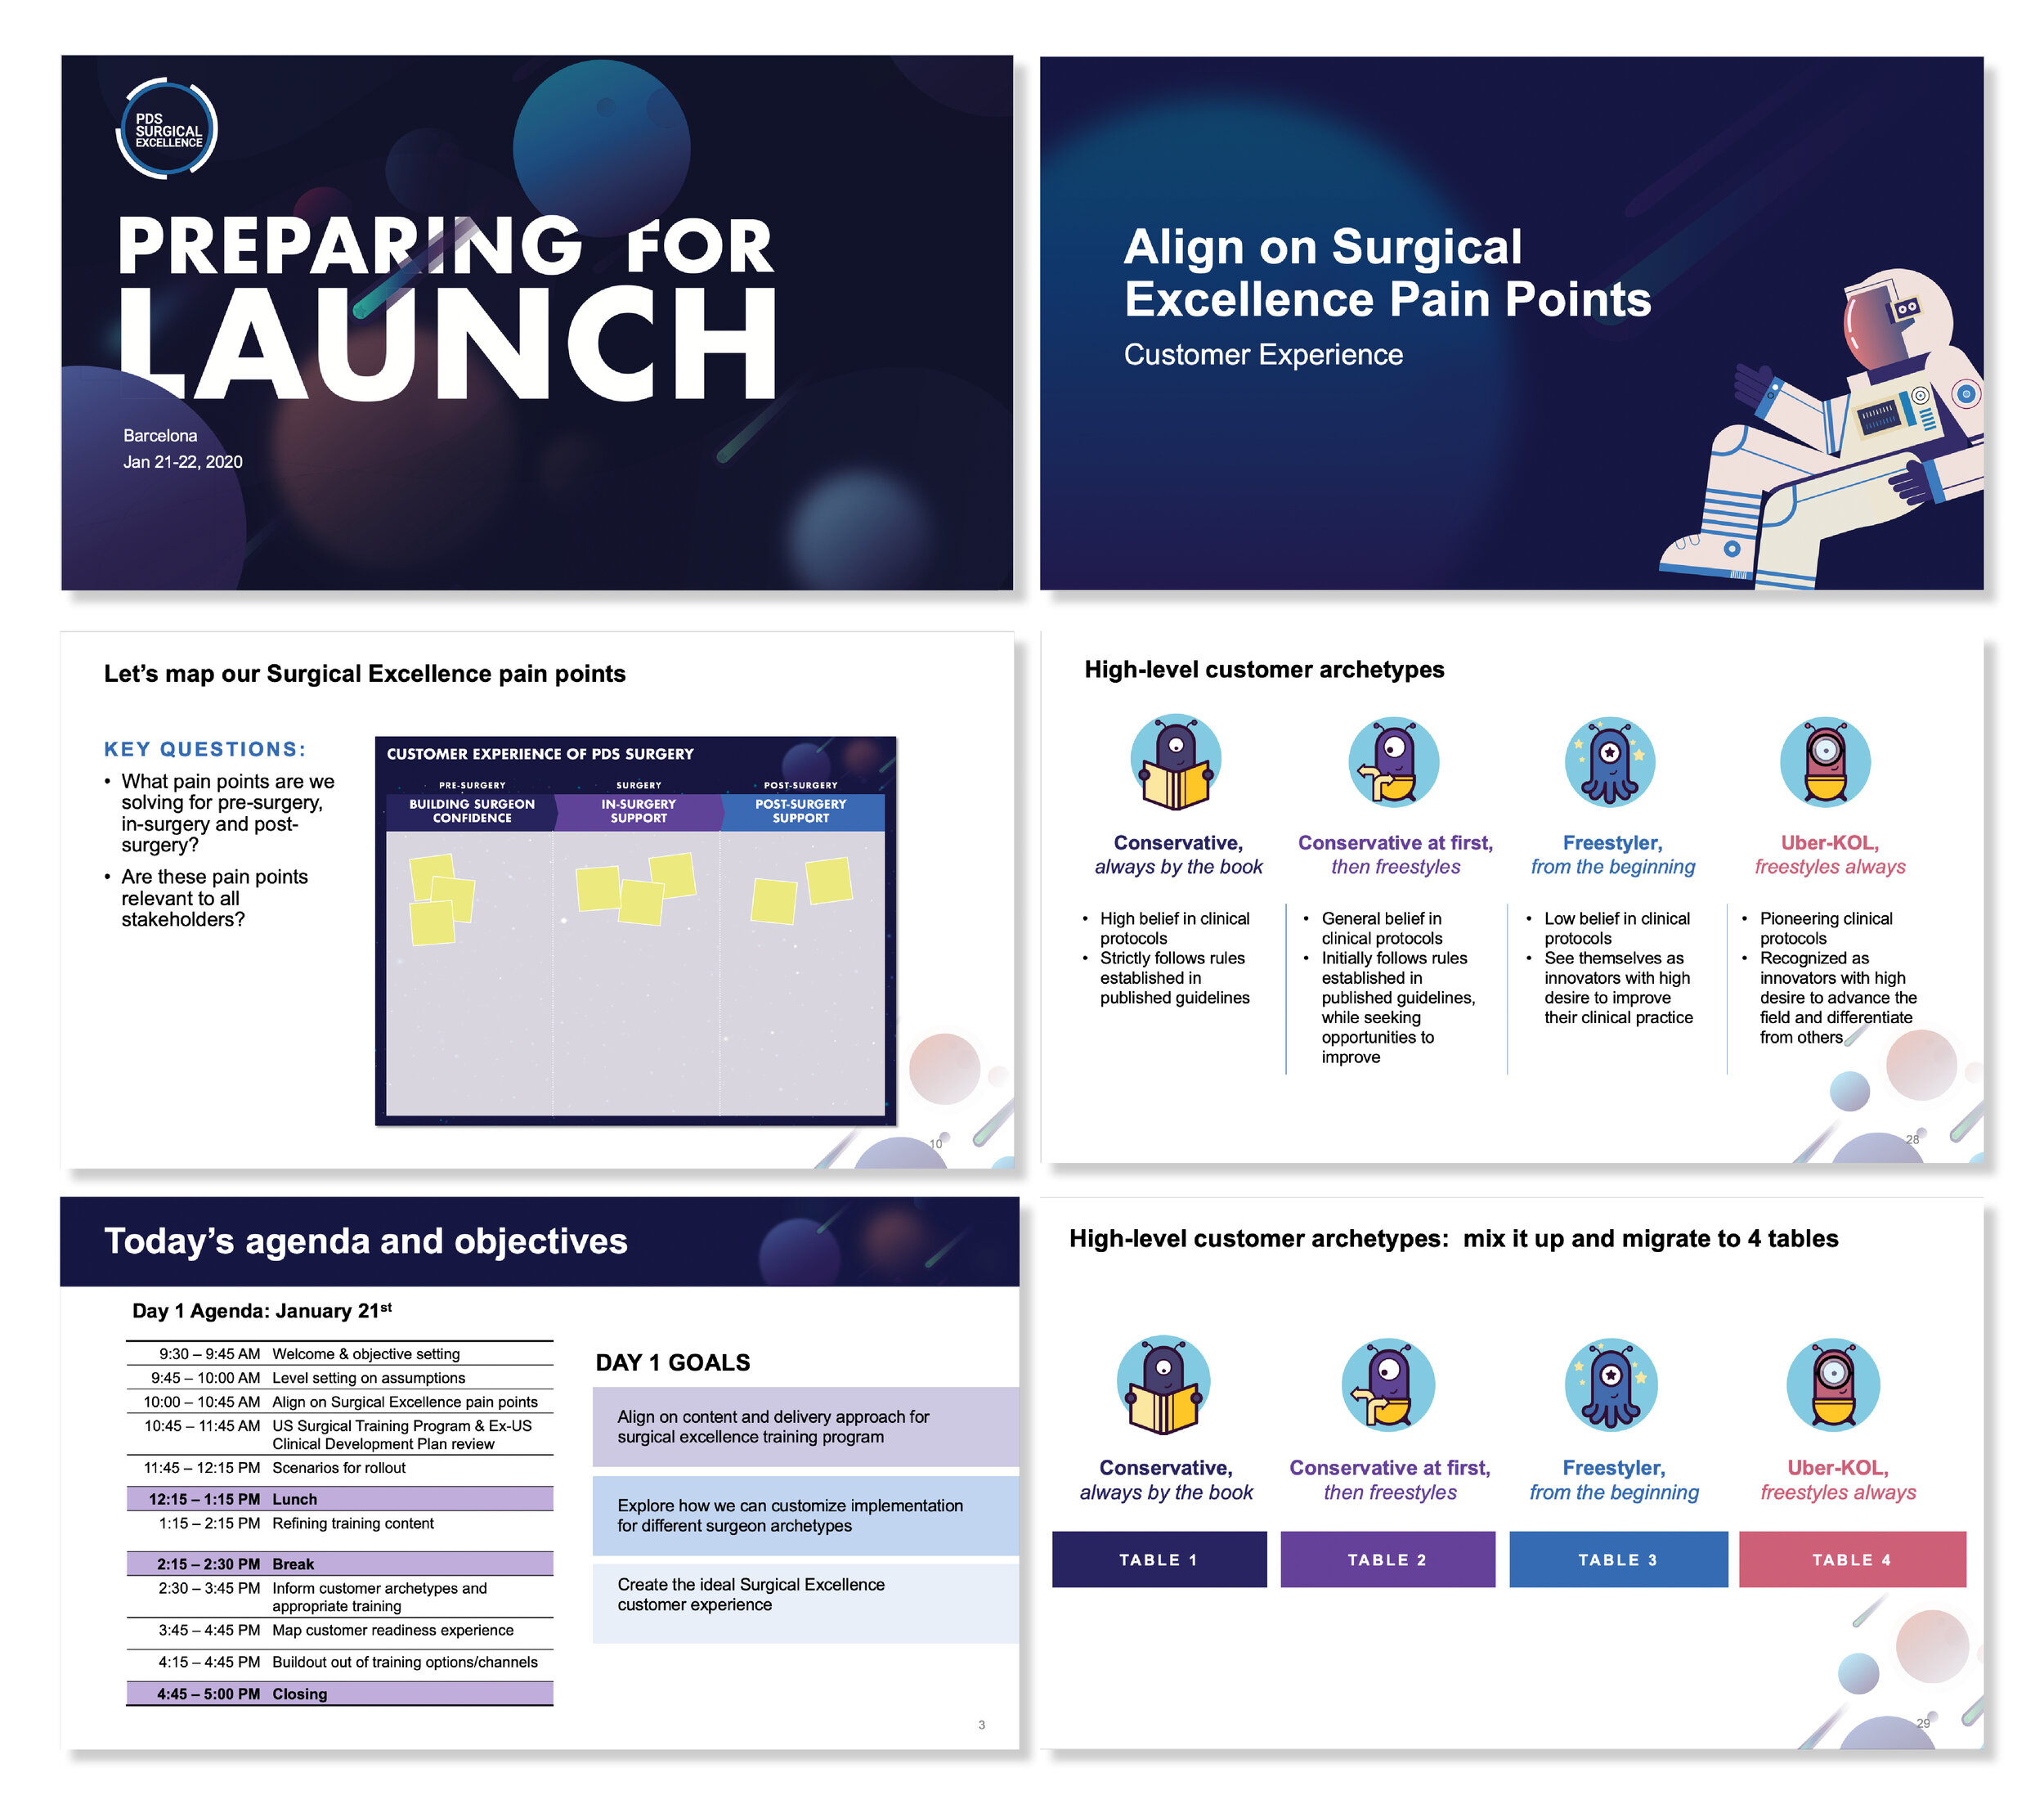 PDS
SURGICAL
EXCELLENCE
PREPARING FOR
LAUNCH
Barcelona
Jan 21-22, 2020
Align on Surgical
Excellence Pain Points
Customer Experience
Let’s map our Surgical Excellence pain points
KEY QUESTIONS:
• What pain points are we
solving for pre-surgery,
in-surgery and post-
surgery?
• Are these pain points
relevant to all
stakeholders?
CUSTOMER EXPERIENCE OF PDS SURGERY
PRE-SURGERY
SURGERY
POST-SURGERY
BUILDING SURGEON
CONFIDENCE
IN-SURGERY
SUPPORT
POST-SURGERY
SUPPORT
10
High-level customer archetypes
Conservative,
always by the book
• High belief in clinical
protocols
• Strictly follows rules
established in
published guidelines
Conservative at first,
then freestyles
• General belief in
clinical protocols
• Initially follows rules
established in
published guidelines,
while seeking
opportunities to
improve
Freestyler,
from the beginning
• Low belief in clinical
protocols
• See themselves as
innovators with high
desire to improve
their clinical practice
Uber-KOL,
freestyles always
• Pioneering clinical
protocols
• Recognized as
innovators with high
desire to advance the
field and differentiate
from others
28
Today’s agenda and objectives
Day 1 Agenda: January 21st
9:30 – 9:45 AM Welcome & objective setting
9:45 – 10:00 AM Level setting on assumptions
10:00 – 10:45 AM Align on Surgical Excellence pain points
10:45 – 11:45 AM US Surgical Training Program & Ex-US
Clinical Development Plan review
11:45 – 12:15 PM Scenarios for rollout
12:15 – 1:15 PM Lunch
1:15 – 2:15 PM Refining training content
2:15 – 2:30 PM Break
2:30 – 3:45 PM Inform customer archetypes and
appropriate training
3:45 – 4:45 PM Map customer readiness experience
4:15 – 4:45 PM Buildout out of training options/channels
4:45 – 5:00 PM Closing
DAY 1 GOALS
Align on content and delivery approach for
surgical excellence training program
Explore how we can customize implementation
for different surgeon archetypes
Create the ideal Surgical Excellence
customer experience
3
High-level customer archetypes: mix it up and migrate to 4 tables
Conservative,
always by the book
TABLE 1
Conservative at first,
then freestyles
TABLE 2
Freestyler,
from the beginning
TABLE 3
Uber-KOL,
freestyles always
TABLE 4
29